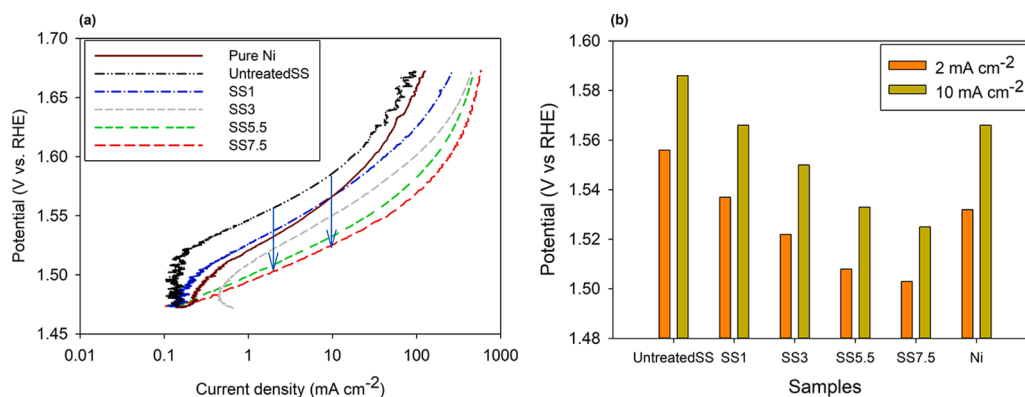 (a)
1.70
1.65
1.60
1.55
1.50
1.45
Potential (V vs. RHE)
Pure Ni
UntreatedSS
SS1
SS3
SS5.5
SS7.5
0.01 0.1 1 10 100 1000
Current density (mA cm⁻²)
(b)
1.60
1.58
1.56
1.54
1.52
1.50
1.48
Potential (V vs RHE)
2 mA cm⁻²
10 mA cm⁻²
UntreatedSS SS1 SS3 SS5.5 SS7.5 Ni
Samples